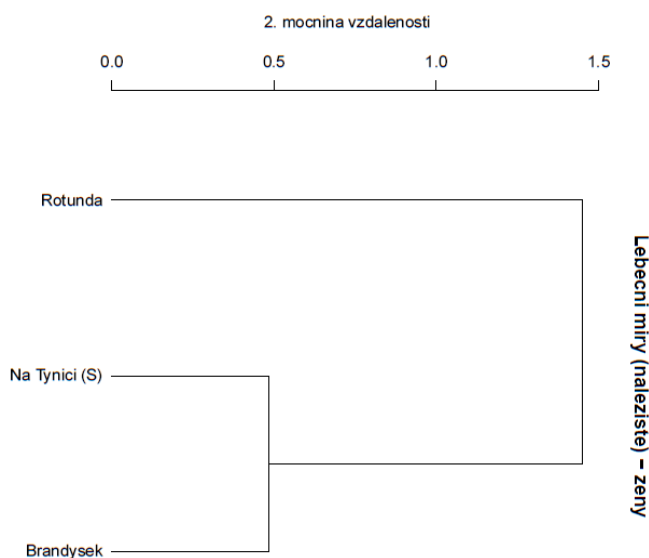 2. mocnina vzdalenosti
0.0 0.5 1.0 1.5
Rotunda
Na Tynici (S)
Brandysek
Lebecni miry (naleziste) – zeny